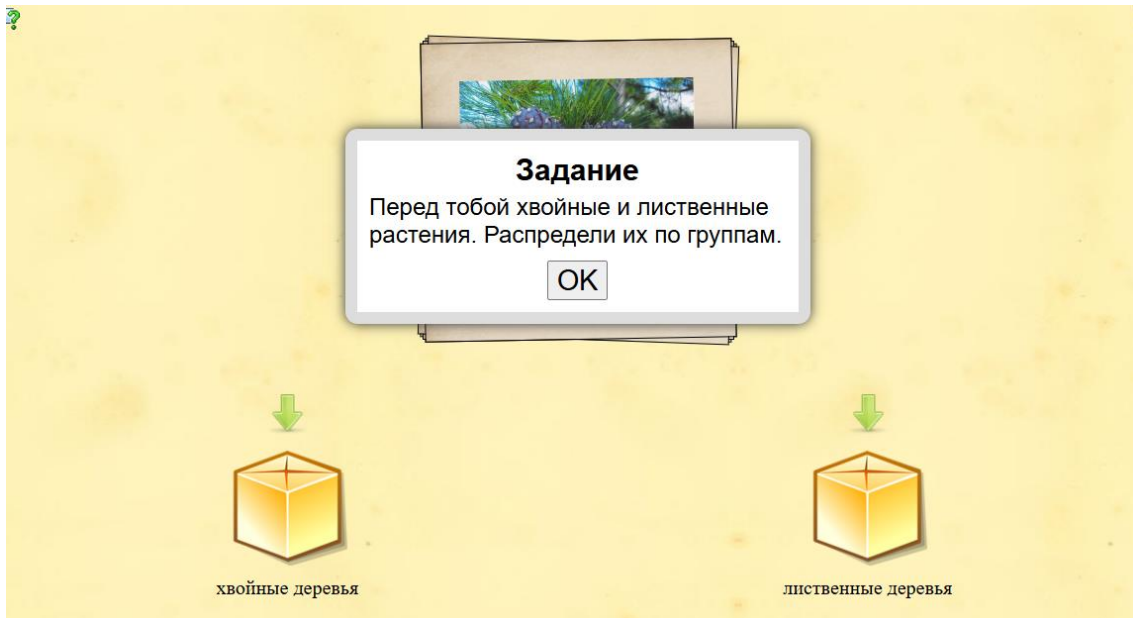 Задание
Перед тобой хвойные и лиственные
растения. Распредели их по группам.
OK
хвойные деревья
лиственные деревья